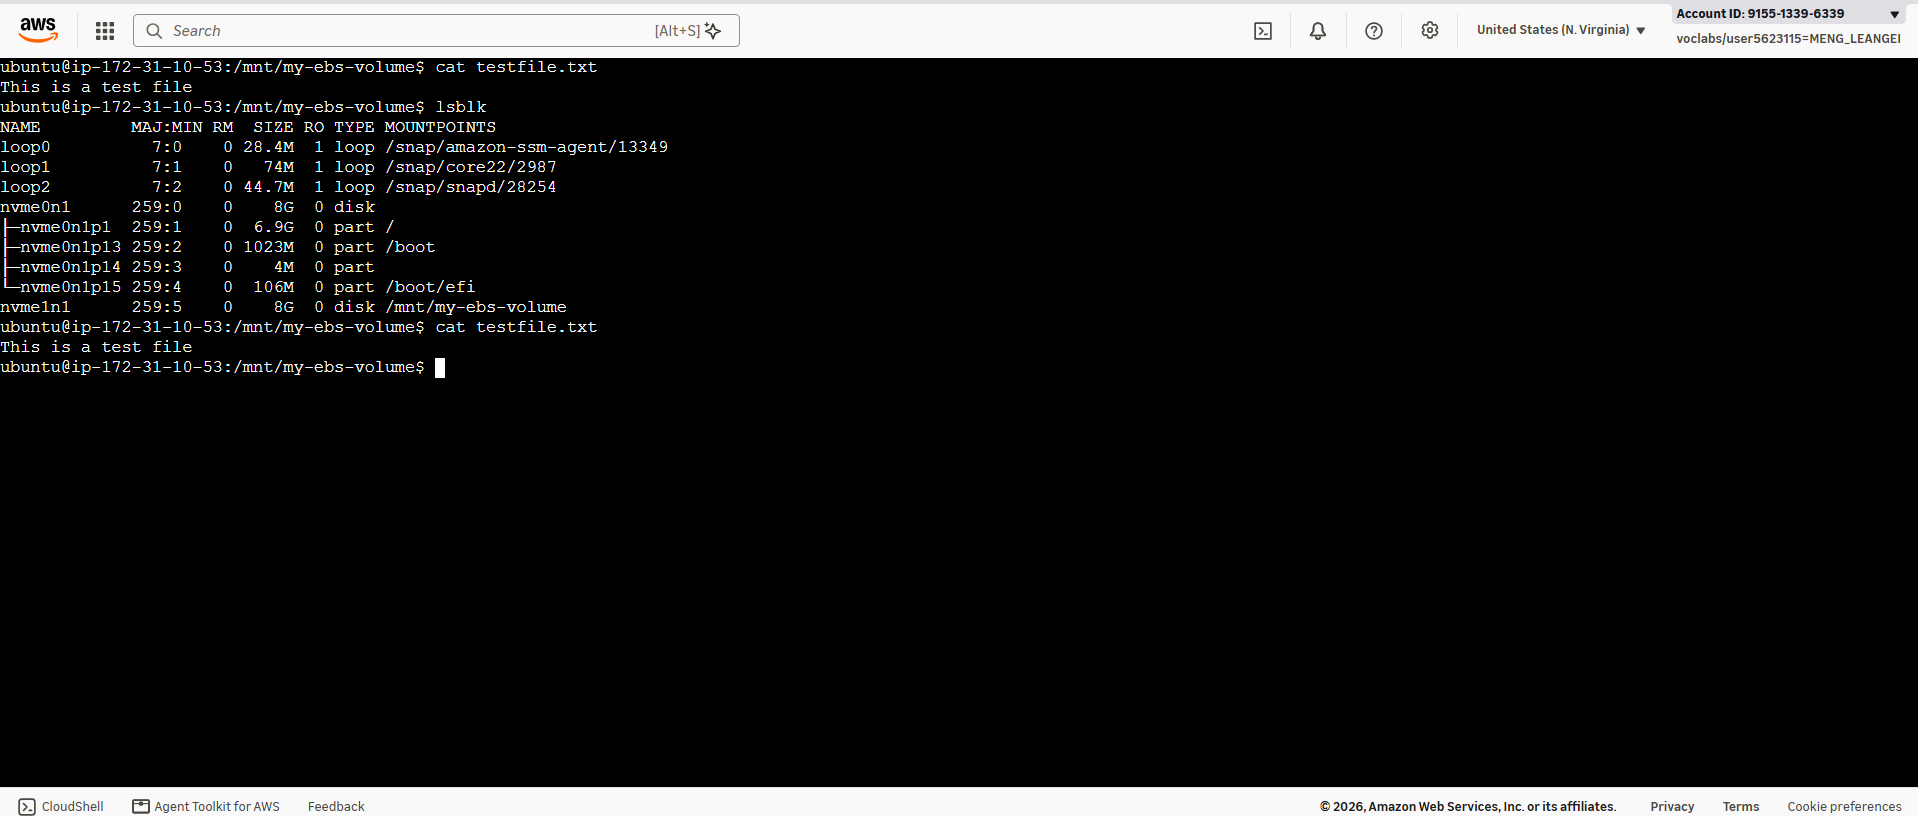 aws
Search [Alt+S]
United States (N. Virginia)
Account ID: 9155-1339-6339
voclabs/user5623115=MENG_LEANGEI
ubuntu@ip-172-31-10-53:/mnt/my-ebs-volume$ cat testfile.txt
This is a test file
ubuntu@ip-172-31-10-53:/mnt/my-ebs-volume$ lsblk
NAME         MAJ:MIN RM  SIZE RO TYPE MOUNTPOINTS
loop0          7:0    0 28.4M  1 loop /snap/amazon-ssm-agent/13349
loop1          7:1    0   74M  1 loop /snap/core22/2987
loop2          7:2    0 44.7M  1 loop /snap/snapd/28254
nvme0n1      259:0    0    8G  0 disk
├─nvme0n1p1  259:1    0  6.9G  0 part /
├─nvme0n1p13 259:2    0 1023M  0 part /boot
├─nvme0n1p14 259:3    0    4M  0 part
└─nvme0n1p15 259:4    0  106M  0 part /boot/efi
nvme1n1      259:5    0    8G  0 disk /mnt/my-ebs-volume
ubuntu@ip-172-31-10-53:/mnt/my-ebs-volume$ cat testfile.txt
This is a test file
ubuntu@ip-172-31-10-53:/mnt/my-ebs-volume$
CloudShell Agent Toolkit for AWS Feedback © 2026, Amazon Web Services, Inc. or its affiliates. Privacy Terms Cookie preferences